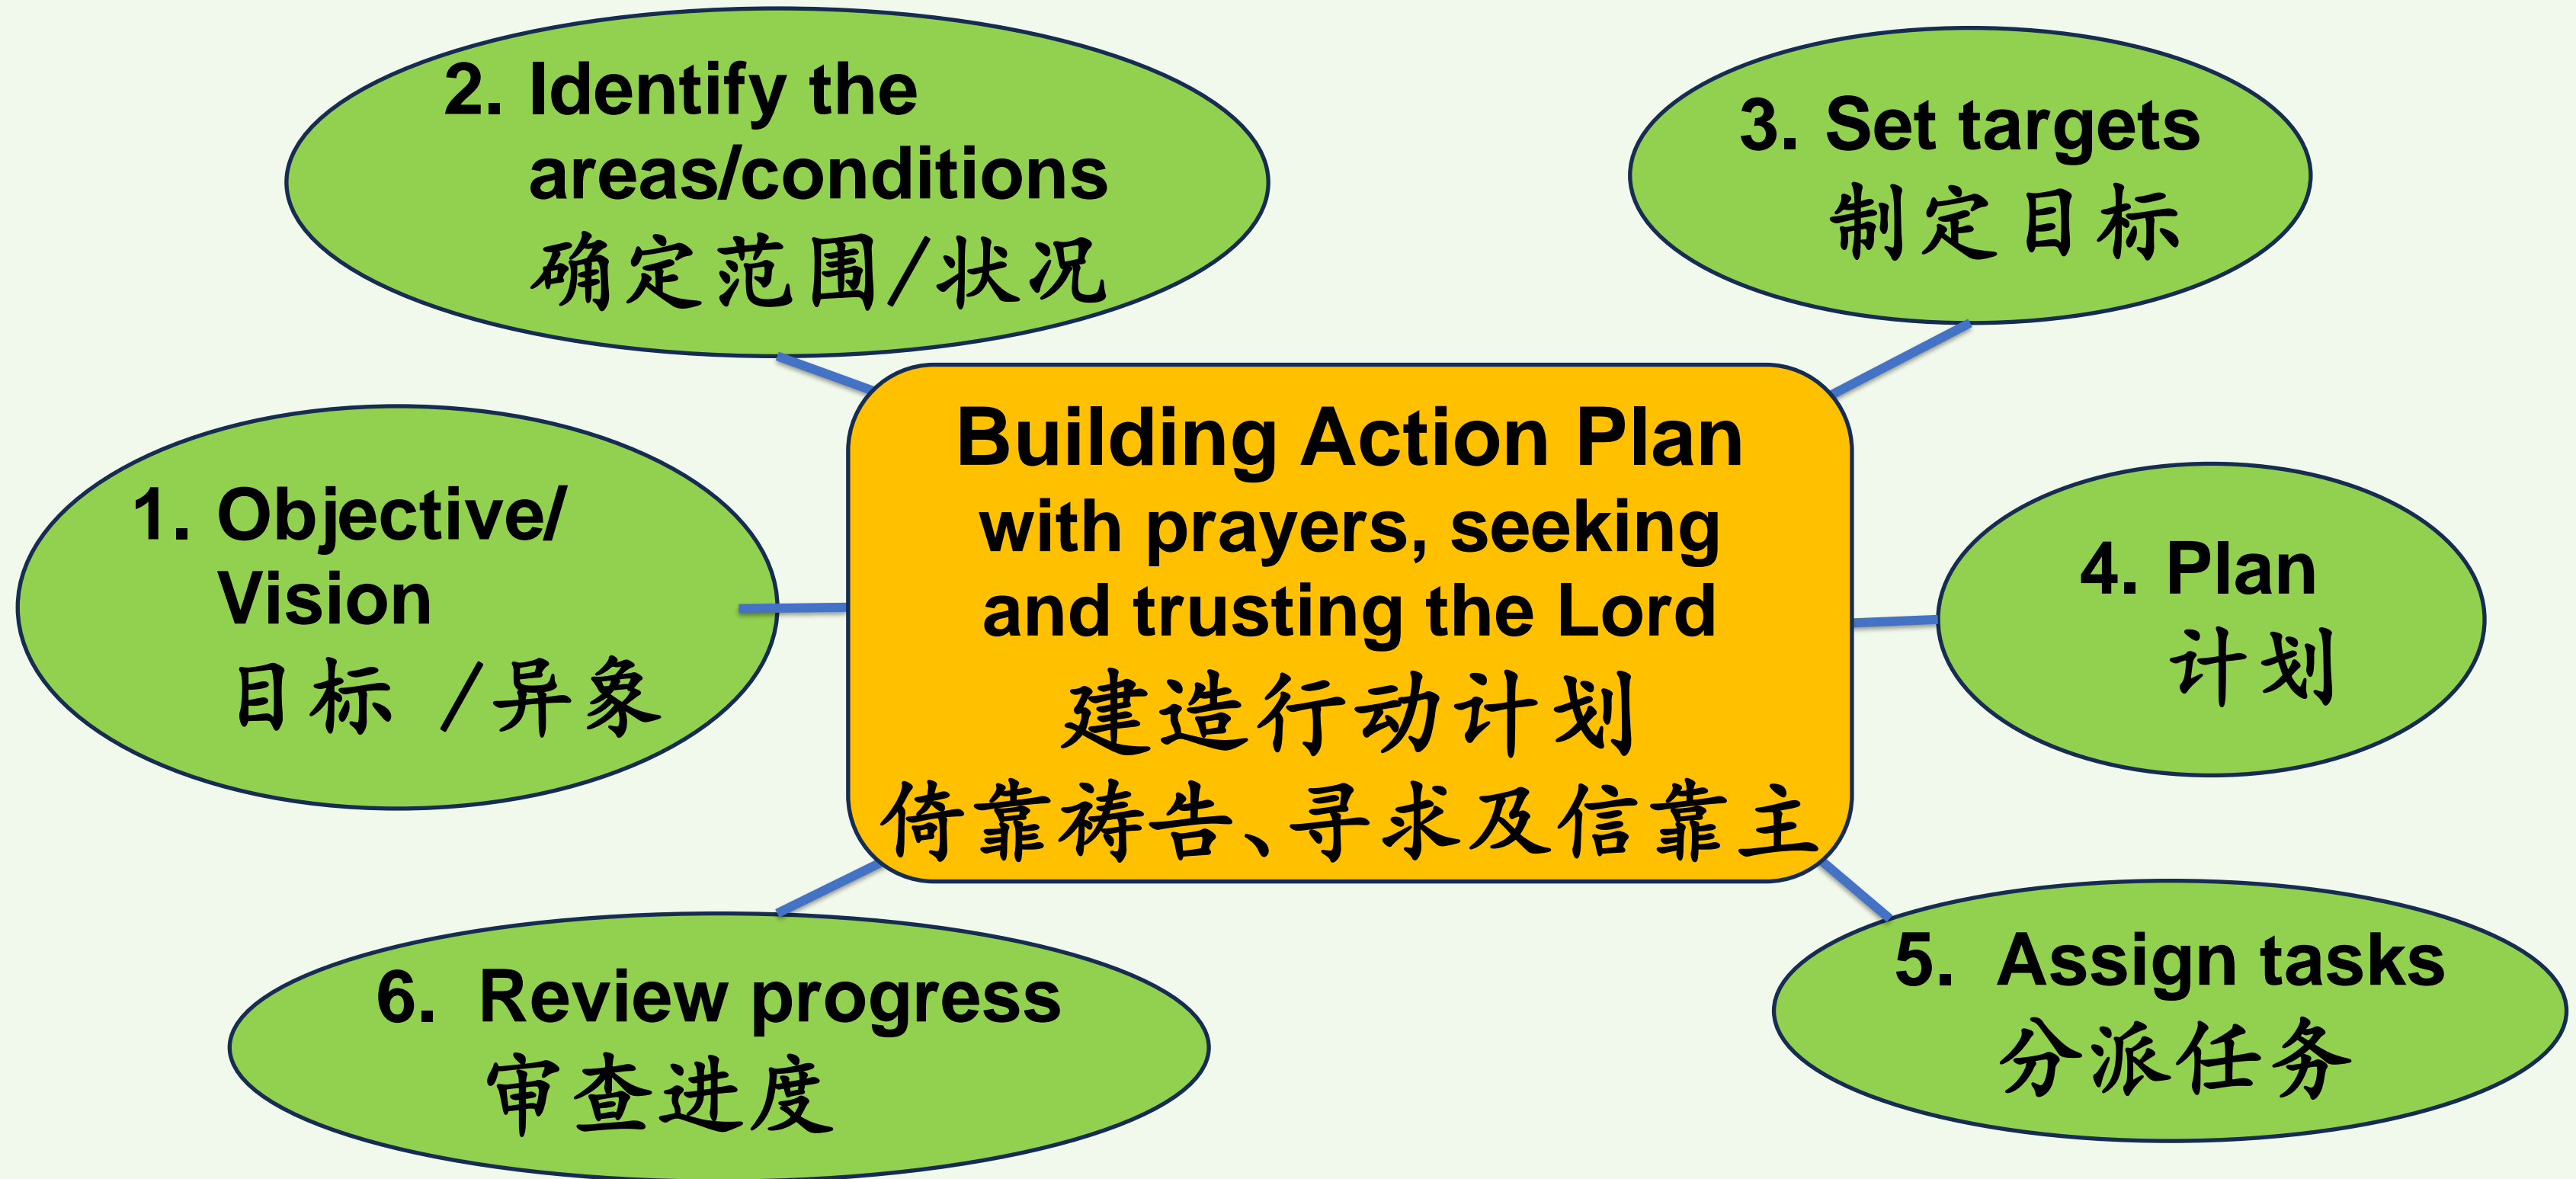 1. Objective/
Vision
目标 /异象
2. Identify the
areas/conditions
确定范围/状况
3. Set targets
制定目标
Building Action Plan
with prayers, seeking
and trusting the Lord
建造行动计划
倚靠祷告、寻求及信靠主
4. Plan
计划
5. Assign tasks
分派任务
6. Review progress
审查进度